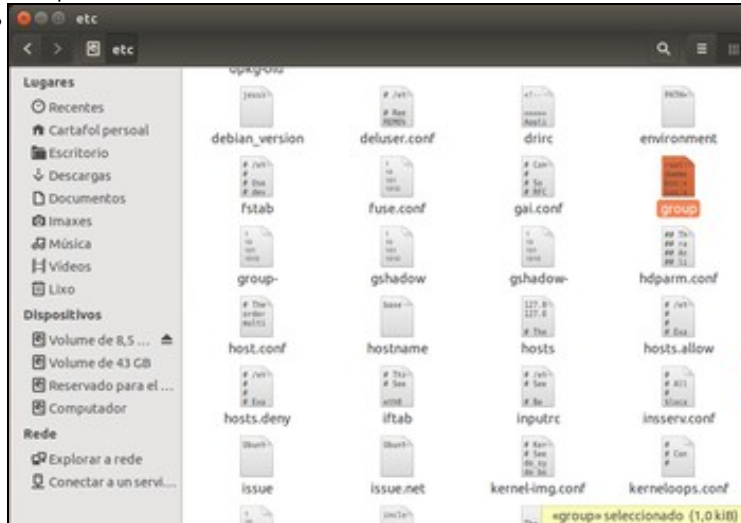 etc
etc
Lugares
Recentes
Cartafol persoal
Escritorio
Descargas
Documentos
Imaxes
Música
Vídeos
Lixo
Dispositivos
Volume de 8,5 ...
Volume de 43 GB
Reservado para el ...
Computador
Rede
Explorar a rede
Conectar a un servi...
opkg-old
debian_version
deluser.conf
drirc
environment
fstab
fuse.conf
gai.conf
group
group-
gshadow
gshadow-
hdparm.conf
host.conf
hostname
hosts
hosts.allow
hosts.deny
iftab
inputrc
insserv.conf
issue
issue.net
kernel-img.conf
kerneloops.conf
«group» seleccionado (1,0 kiB)